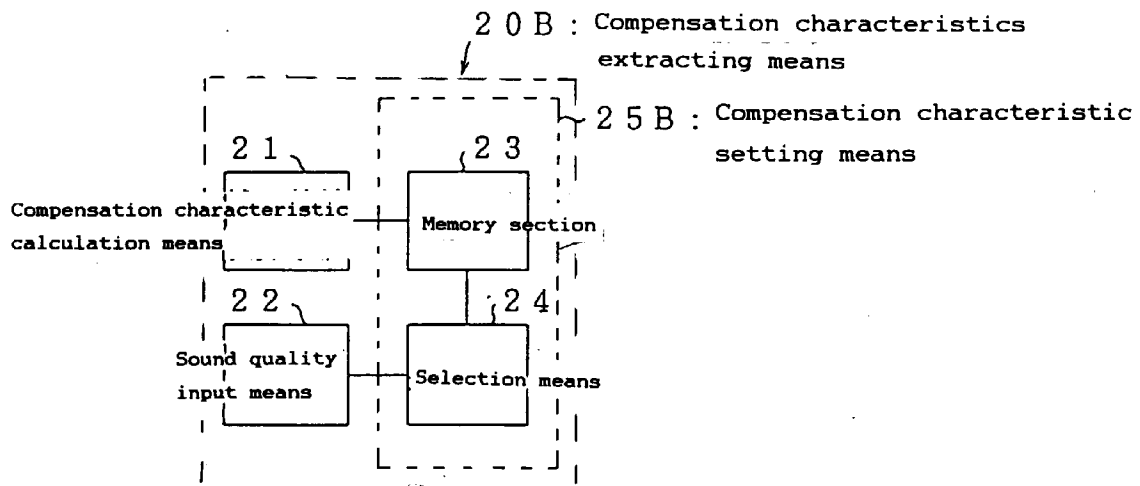 20B : Compensation characteristics
extracting means
25B : Compensation characteristic
setting means
21
23
Compensation characteristic
calculation means
Memory section
22
24
Sound quality
input means
Selection means